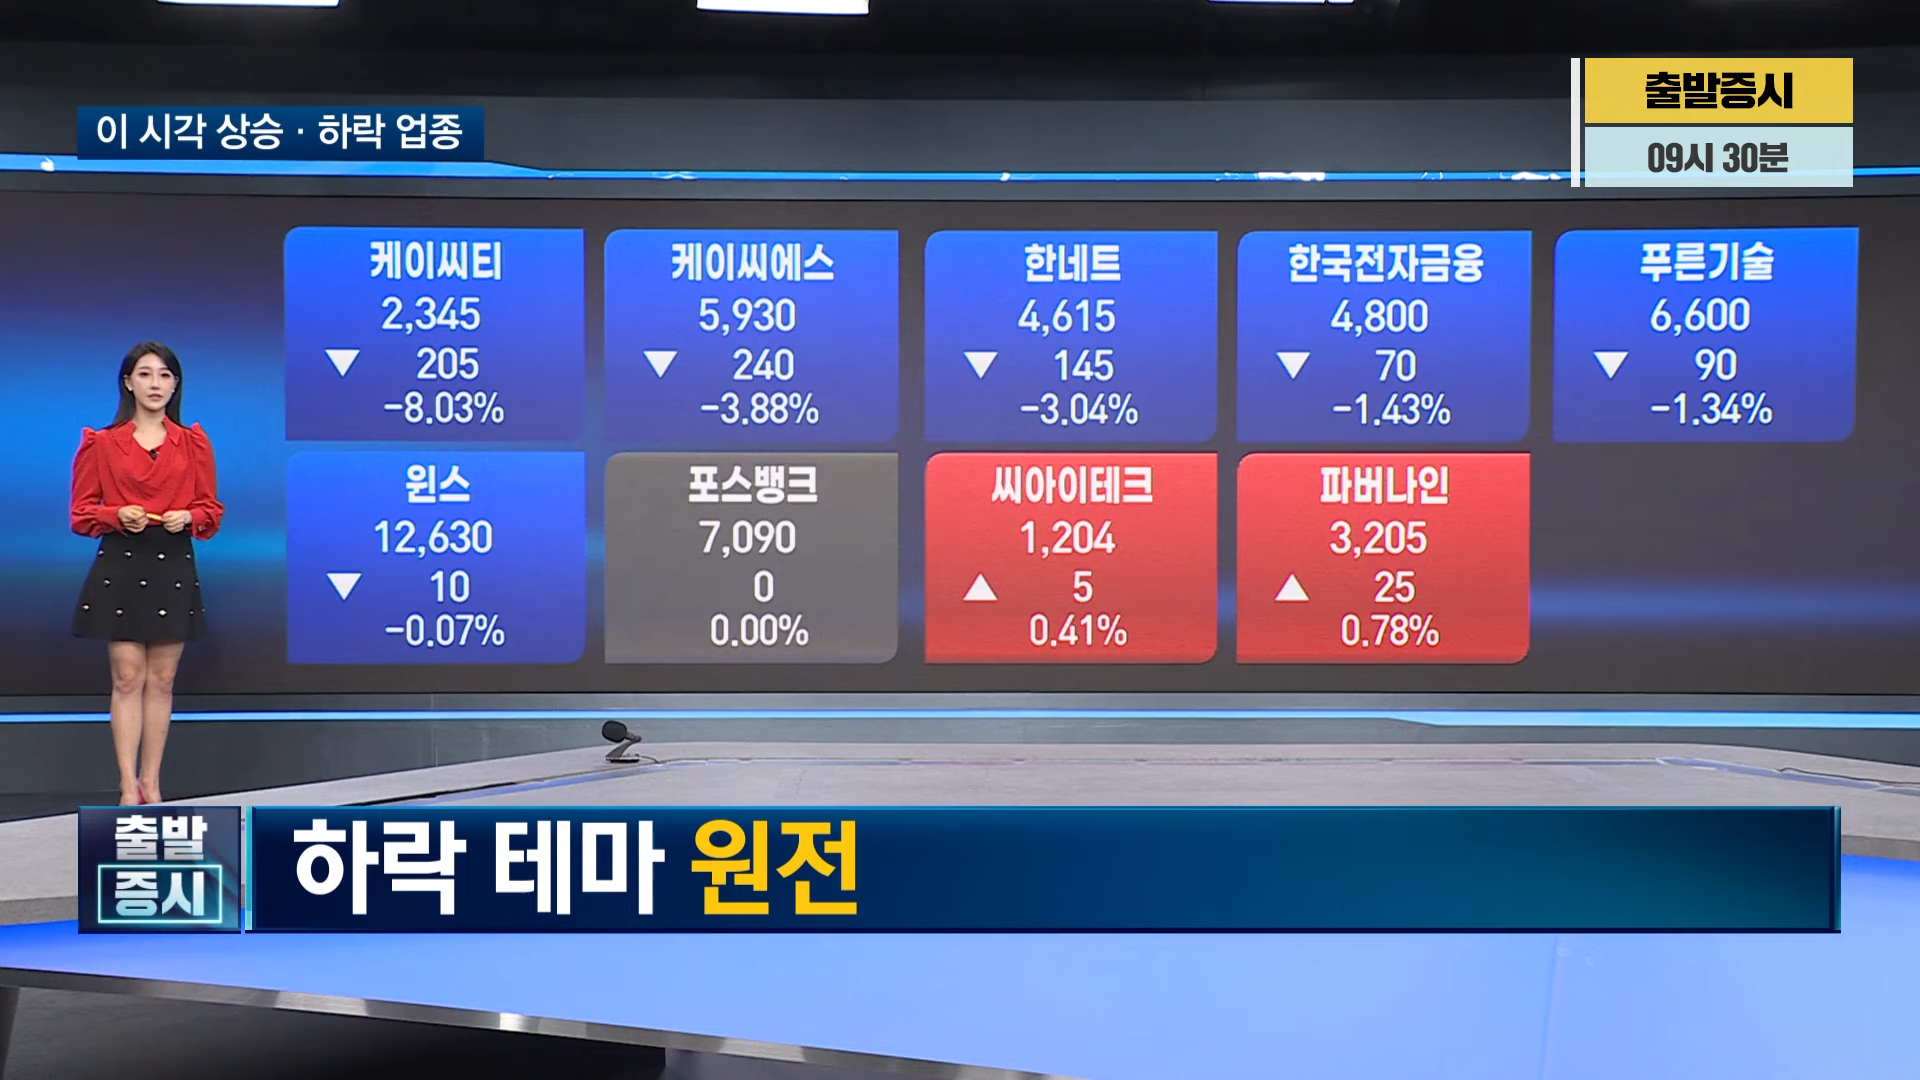 이 시각 상승 · 하락 업종
출발증시
09시 30분
케이씨티
2,345
▼ 205
-8.03%
케이씨에스
5,930
▼ 240
-3.88%
한네트
4,615
▼ 145
-3.04%
한국전자금융
4,800
▼ 70
-1.43%
푸른기술
6,600
▼ 90
-1.34%
윈스
12,630
▼ 10
-0.07%
포스뱅크
7,090
0
0.00%
씨아이테크
1,204
▲ 5
0.41%
파버나인
3,205
▲ 25
0.78%
출발
증시
하락 테마 원전